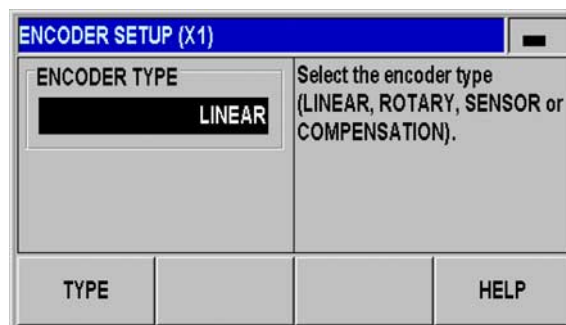 ENCODER SETUP (X1)
ENCODER TYPE
LINEAR
Select the encoder type
(LINEAR, ROTARY, SENSOR or
COMPENSATION).
TYPE
HELP